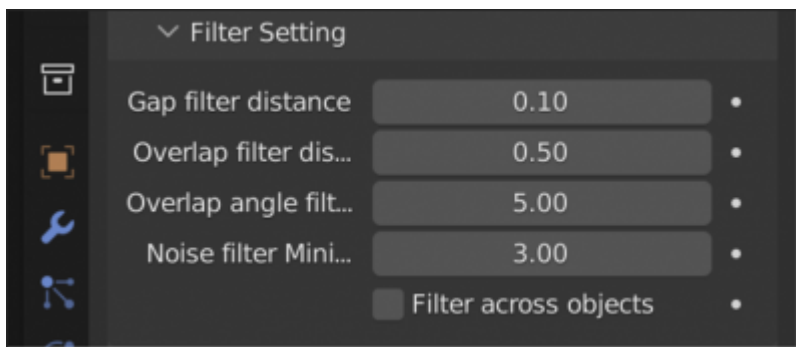 Filter Setting
Gap filter distance 0.10
Overlap filter dis... 0.50
Overlap angle filt... 5.00
Noise filter Mini... 3.00
Filter across objects